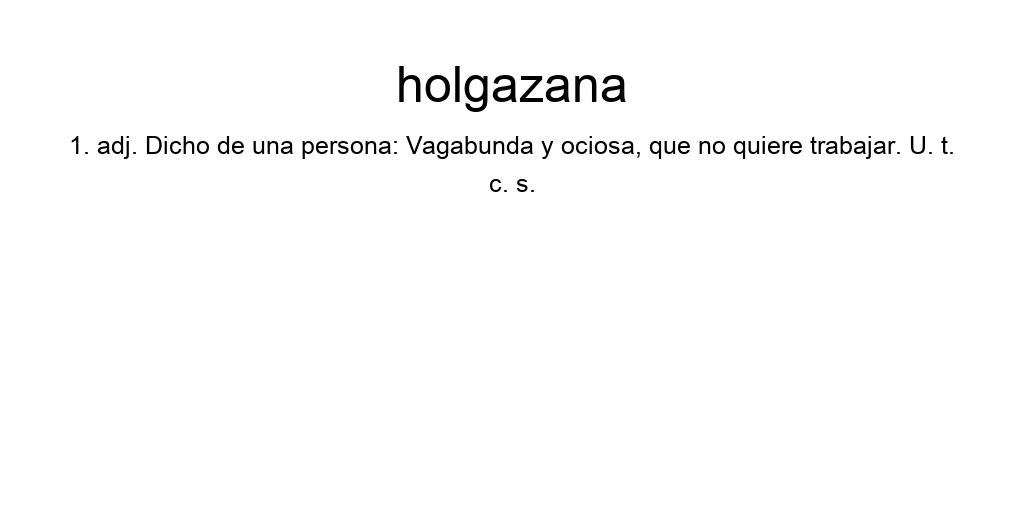 holgazana
1. adj. Dicho de una persona: Vagabunda y ociosa, que no quiere trabajar. U. t.
c. s.